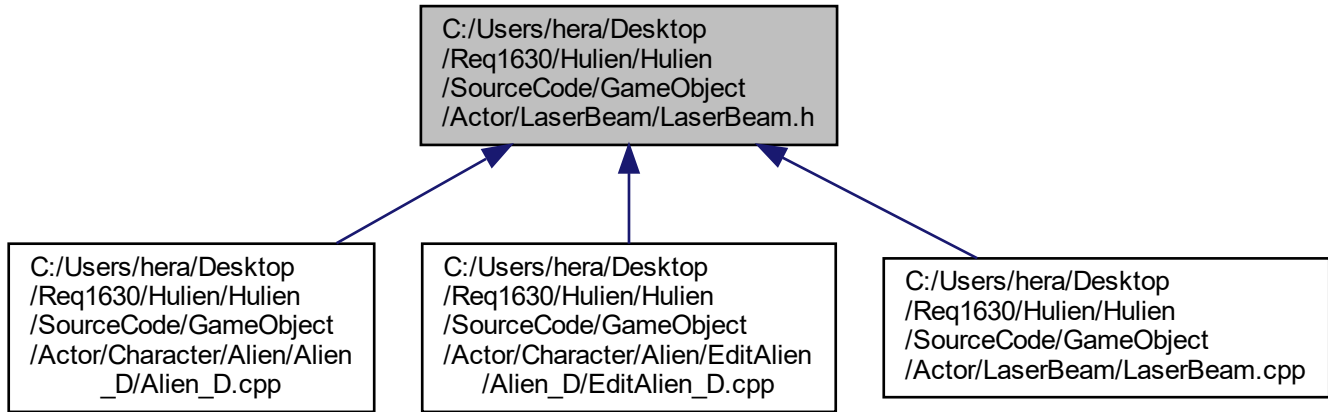 C:/Users/hera/Desktop
/Req1630/Hulien/Hulien
/SourceCode/GameObject
/Actor/LaserBeam/LaserBeam.h
C:/Users/hera/Desktop
/Req1630/Hulien/Hulien
/SourceCode/GameObject
/Actor/Character/Alien/Alien
_D/Alien_D.cpp
C:/Users/hera/Desktop
/Req1630/Hulien/Hulien
/SourceCode/GameObject
/Actor/Character/Alien/EditAlien
/Alien_D/EditAlien_D.cpp
C:/Users/hera/Desktop
/Req1630/Hulien/Hulien
/SourceCode/GameObject
/Actor/LaserBeam/LaserBeam.cpp